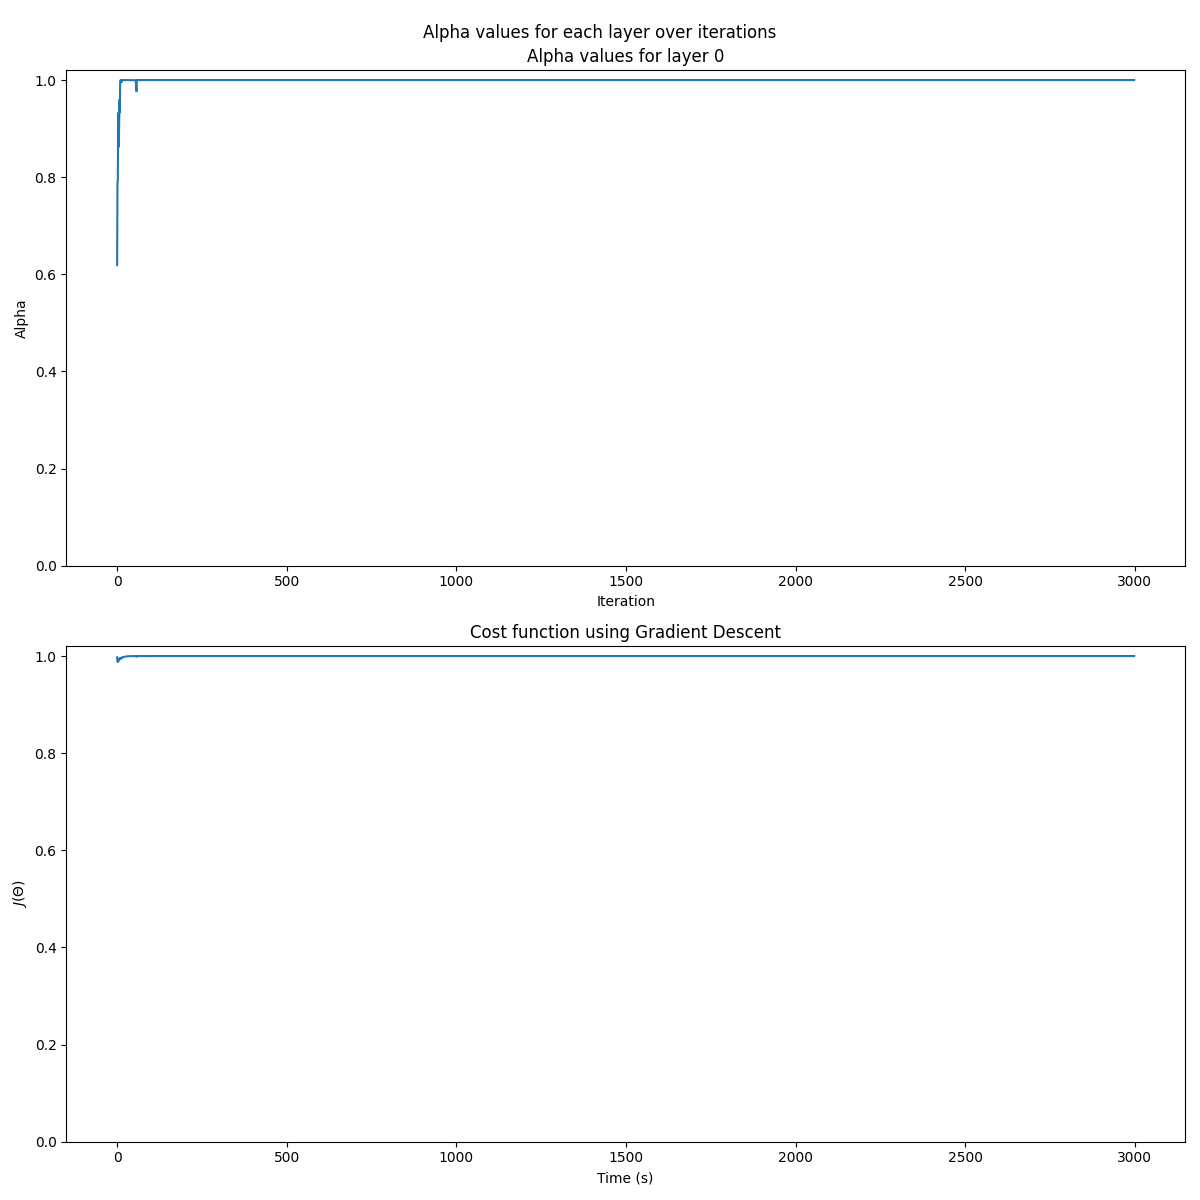 Alpha values for each layer over iterations
Alpha values for layer 0
1.0
0.8
0.6
0.4
0.2
0.0
Alpha
0 500 1000 1500 2000 2500 3000
Iteration
Cost function using Gradient Descent
1.0
0.8
0.6
0.4
0.2
0.0
J(Θ)
0 500 1000 1500 2000 2500 3000
Time (s)